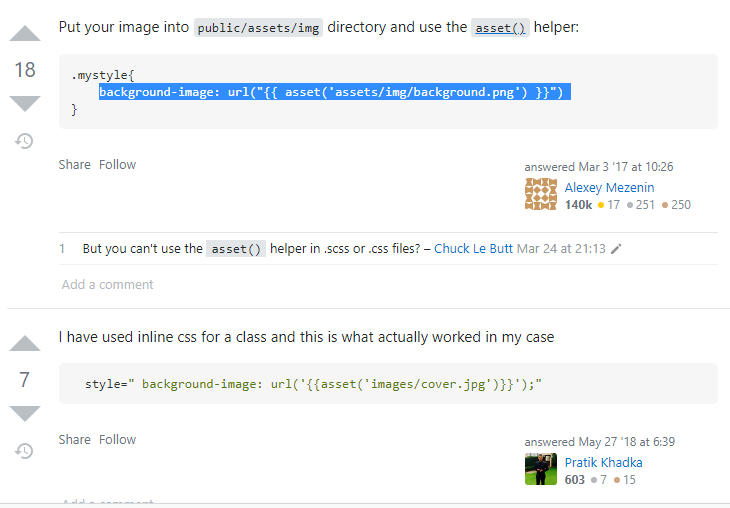 Put your image into public/assets/img directory and use the asset() helper:
18
.mystyle{
background-image: url("{{ asset('assets/img/background.png') }}")
}
Share Follow
answered Mar 3 '17 at 10:26
Alexey Mezenin
140k 17 251 250
1 But you can't use the asset() helper in .scss or .css files? – Chuck Le Butt Mar 24 at 21:13
Add a comment
I have used inline css for a class and this is what actually worked in my case
7
style=" background-image: url('{{asset('images/cover.jpg')}}');"
Share Follow
answered May 27 '18 at 6:39
Pratik Khadka
603 7 15
Add a comment